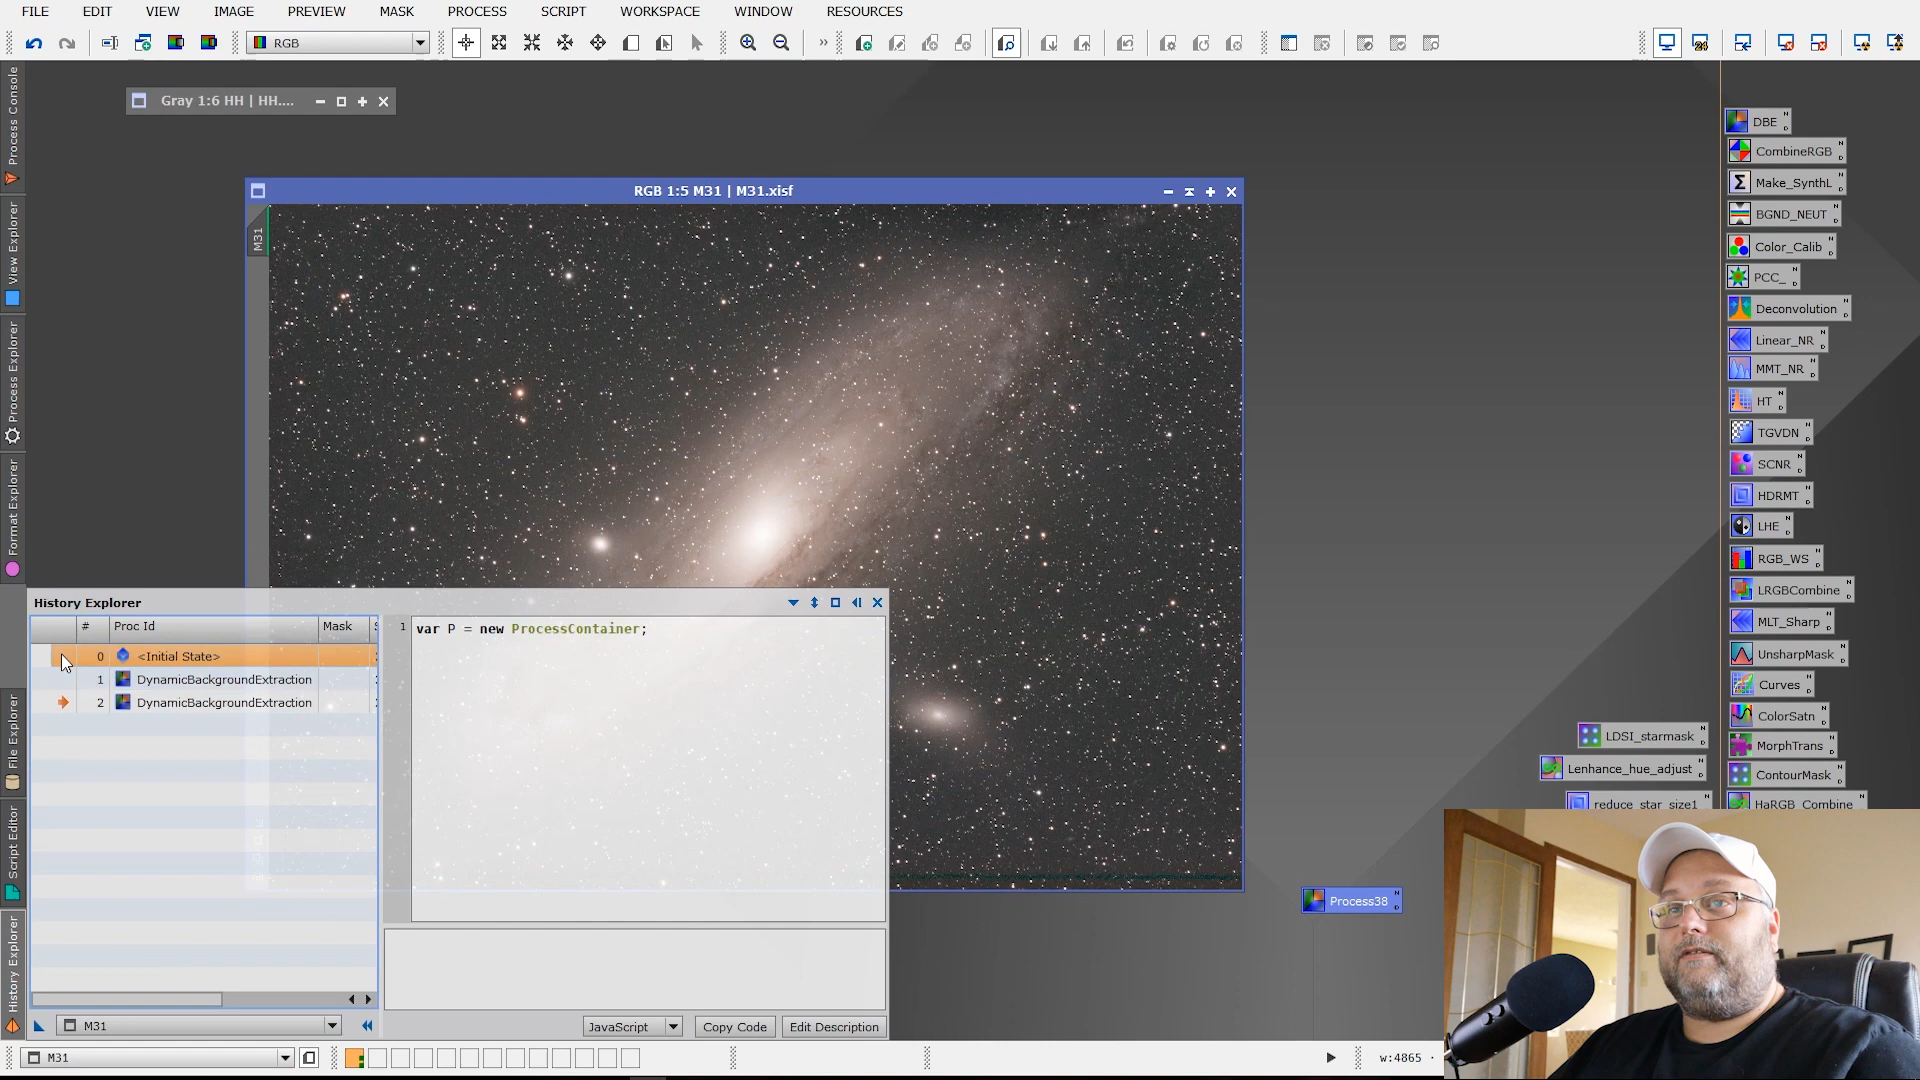 FILE EDIT VIEW IMAGE PREVIEW MASK PROCESS SCRIPT WORKSPACE WINDOW RESOURCES
RGB
Process Console
View Explorer
Process Explorer
Format Explorer
File Explorer
Script Editor
History Explorer
Gray 1:6 HH | HH....
RGB 1:5 M31 | M31.xisf
M31
DBE
CombineRGB
Make_SynthL
BGND_NEUT
Color_Calib
PCC_
Deconvolution
Linear_NR
MMT_NR
HT
TGVDN
SCNR
HDRMT
LHE
RGB_WS
LRGBCombine
MLT_Sharp
UnsharpMask
Curves
ColorSatn
MorphTrans
ContourMask
HaRGB_Combine
LDSI_starmask
Lenhance_hue_adjust
reduce_star_size1
Process38
History Explorer
# Proc Id Mask
0 <Initial State>
1 DynamicBackgroundExtraction
2 DynamicBackgroundExtraction
1 var P = new ProcessContainer;
M31
JavaScript Copy Code Edit Description
M31
w:4865 ·